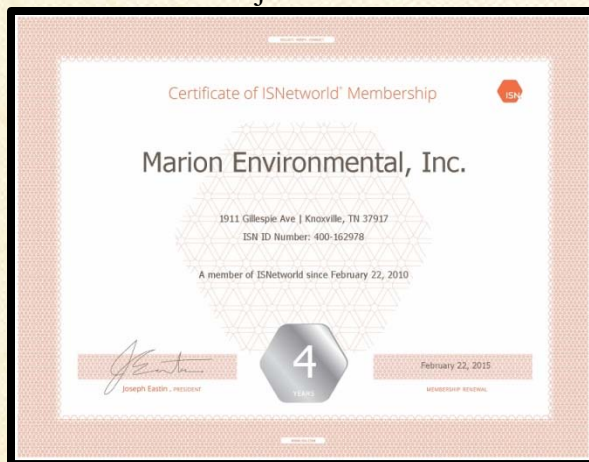 Certificate of ISNetworld® Membership
ISN
Marion Environmental, Inc.
1911 Gillespie Ave | Knoxville, TN 37917
ISN ID Number: 400-162978
A member of ISNetworld since February 22, 2010
4
YEARS
Joseph Eastin , PRESIDENT
February 22, 2015
MEMBERSHIP RENEWAL